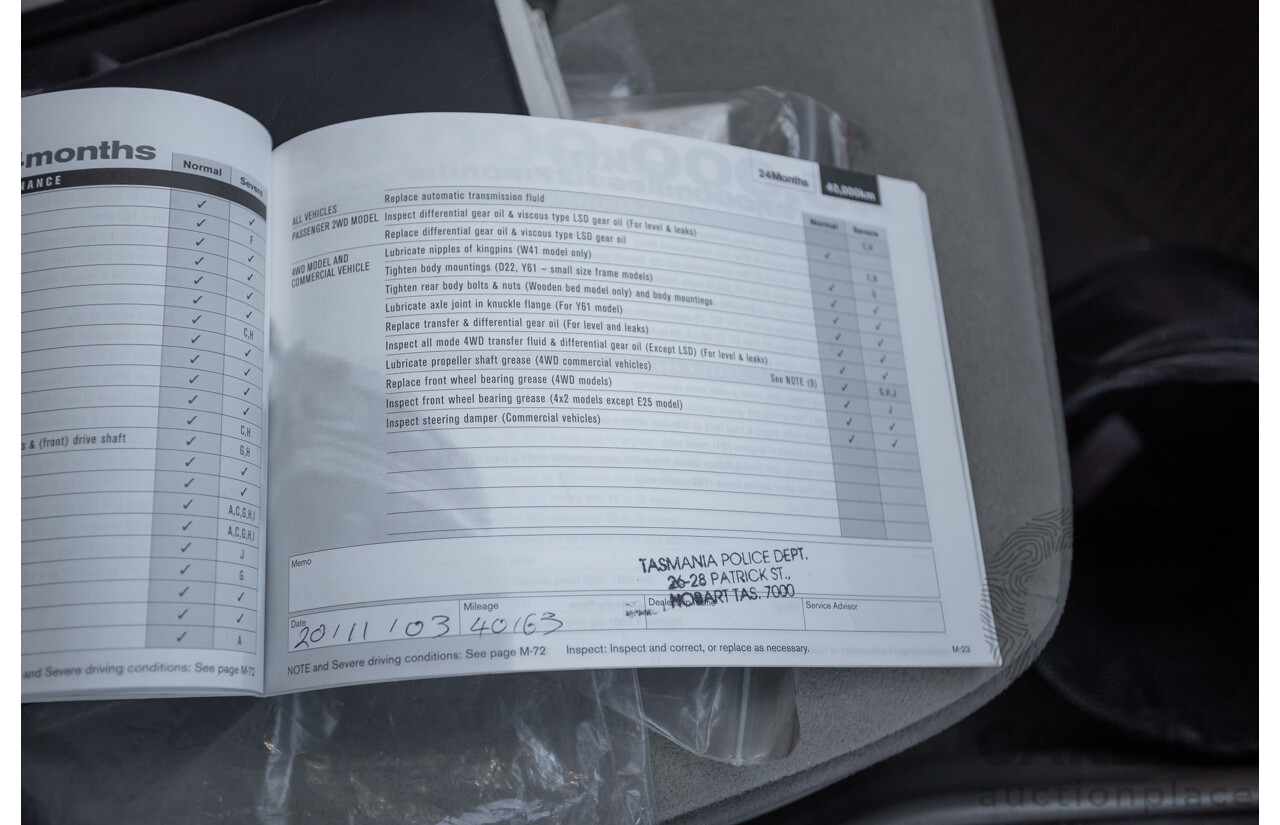 months
Normal
Severe
NANCE
✓ ✓
✓ F
✓ ✓
✓ ✓
✓ ✓
✓ ✓
✓ C,H
✓ ✓
✓ ✓
✓ ✓
✓ ✓
✓ C,H
s & (front) drive shaft
✓ G,H
✓ ✓
✓ ✓
✓ A,C,G,H,I
✓ A,C,G,H,I
✓ J
✓ G
✓ ✓
✓ ✓
✓ A
and Severe driving conditions: See page M-72
24Months
40,000km
Normal
Severe
ALL VEHICLES
Replace automatic transmission fluid
PASSENGER 2WD MODEL
Inspect differential gear oil & viscous type LSD gear oil (For level & leaks)
Replace differential gear oil & viscous type LSD gear oil
4WD MODEL AND
COMMERCIAL VEHICLE
Lubricate nipples of kingpins (W41 model only)
Tighten body mountings (D22, Y61 – small size frame models)
Tighten rear body bolts & nuts (Wooden bed model only) and body mountings
Lubricate axle joint in knuckle flange (For Y61 model)
Replace transfer & differential gear oil (For level and leaks)
Inspect all mode 4WD transfer fluid & differential gear oil (Except LSD) (For level & leaks)
Lubricate propeller shaft grease (4WD commercial vehicles)
Replace front wheel bearing grease (4WD models)
See NOTE (8)
Inspect front wheel bearing grease (4x2 models except E25 model)
Inspect steering damper (Commercial vehicles)
Memo
TASMANIA POLICE DEPT.
26-28 PATRICK ST.,
HOBART TAS. 7000
Date
20/11/03
Mileage
40163
Service Advisor
NOTE and Severe driving conditions: See page M-72
Inspect: Inspect and correct, or replace as necessary.
M-23
auctionplace